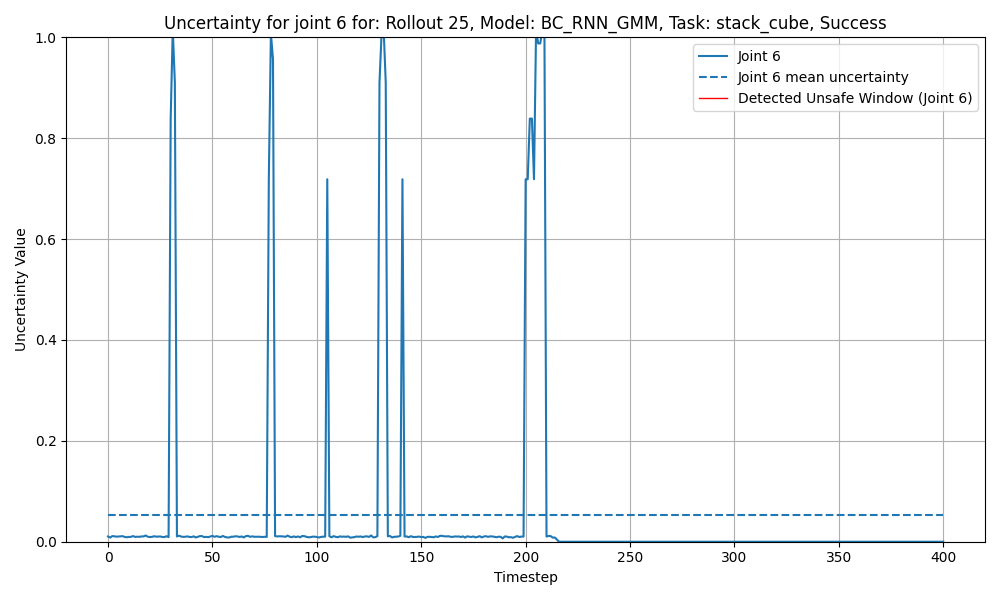 Uncertainty for joint 6 for: Rollout 25, Model: BC_RNN_GMM, Task: stack_cube, Success
1.0
0.8
0.6
0.4
0.2
0.0
Uncertainty Value
Joint 6
Joint 6 mean uncertainty
Detected Unsafe Window (Joint 6)
0 50 100 150 200 250 300 350 400
Timestep